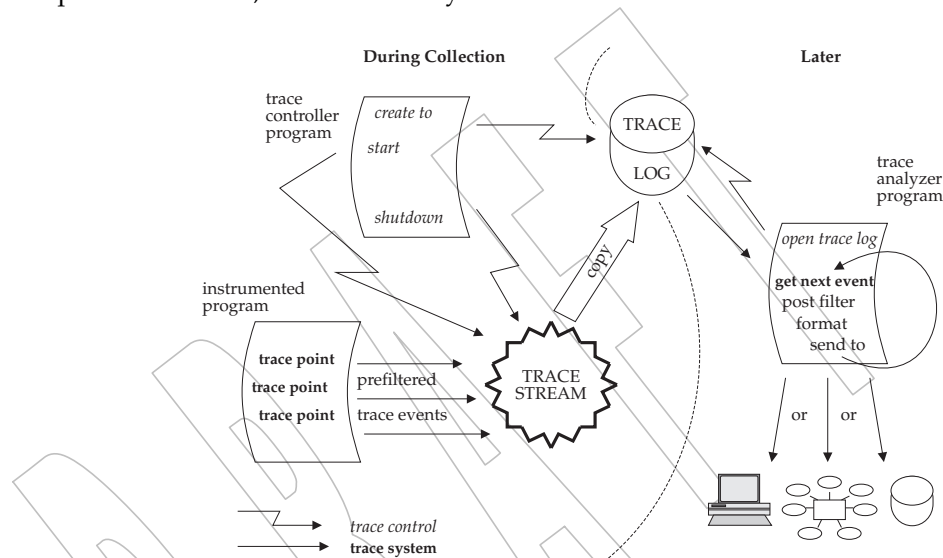 During Collection
Later
trace
controller
program
create to
start
shutdown
TRACE
LOG
trace
analyzer
program
open trace log
get next event
post filter
format
send to
copy
instrumented
program
trace point
trace point
trace point
prefiltered
trace events
TRACE
STREAM
or
or
trace control
trace system